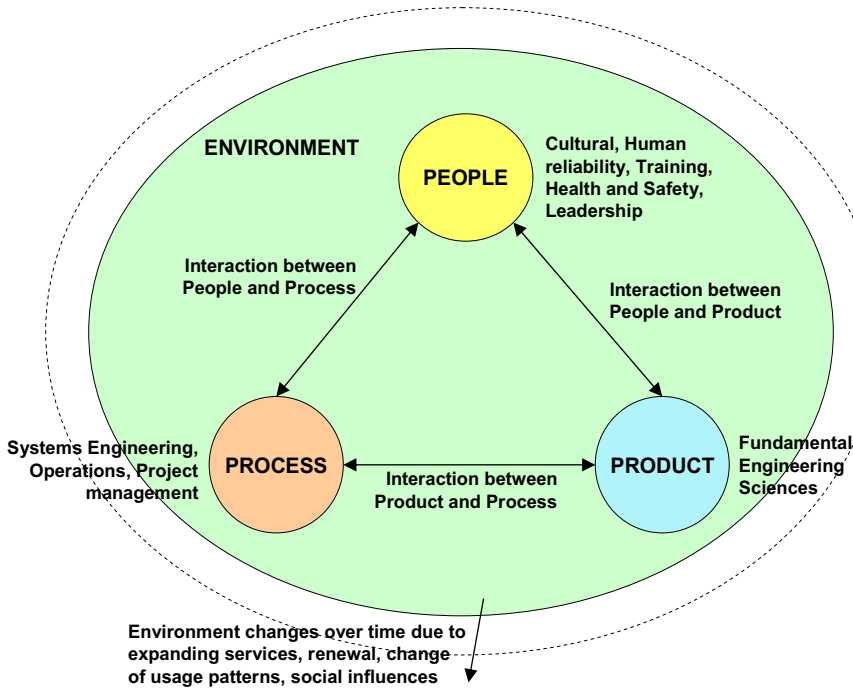 ENVIRONMENT
PEOPLE
Cultural, Human
reliability, Training,
Health and Safety,
Leadership
Interaction between
People and Process
Interaction between
People and Product
Systems Engineering,
Operations, Project
management
PROCESS
Interaction between
Product and Process
PRODUCT
Fundamental
Engineering
Sciences
Environment changes over time due to
expanding services, renewal, change
of usage patterns, social influences